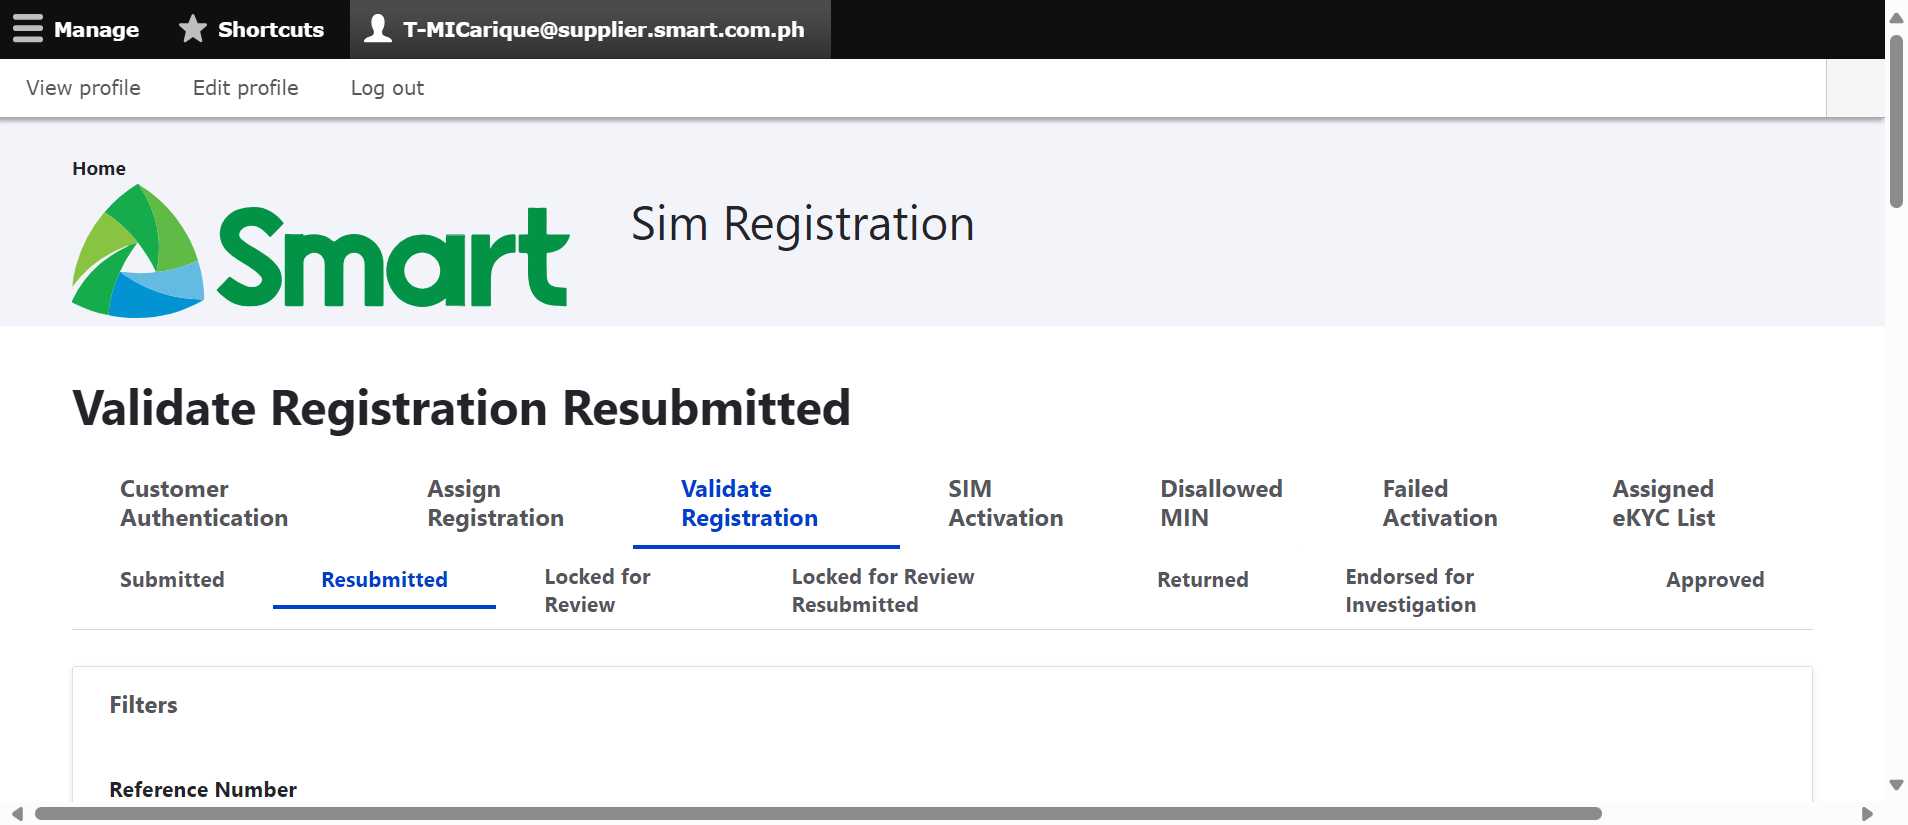 Manage Shortcuts T-MICarique@supplier.smart.com.ph
View profile Edit profile Log out
Home
Smart
Sim Registration
Validate Registration Resubmitted
Customer Authentication
Assign Registration
Validate Registration
SIM Activation
Disallowed MIN
Failed Activation
Assigned eKYC List
Submitted
Resubmitted
Locked for Review
Locked for Review Resubmitted
Returned
Endorsed for Investigation
Approved
Filters
Reference Number